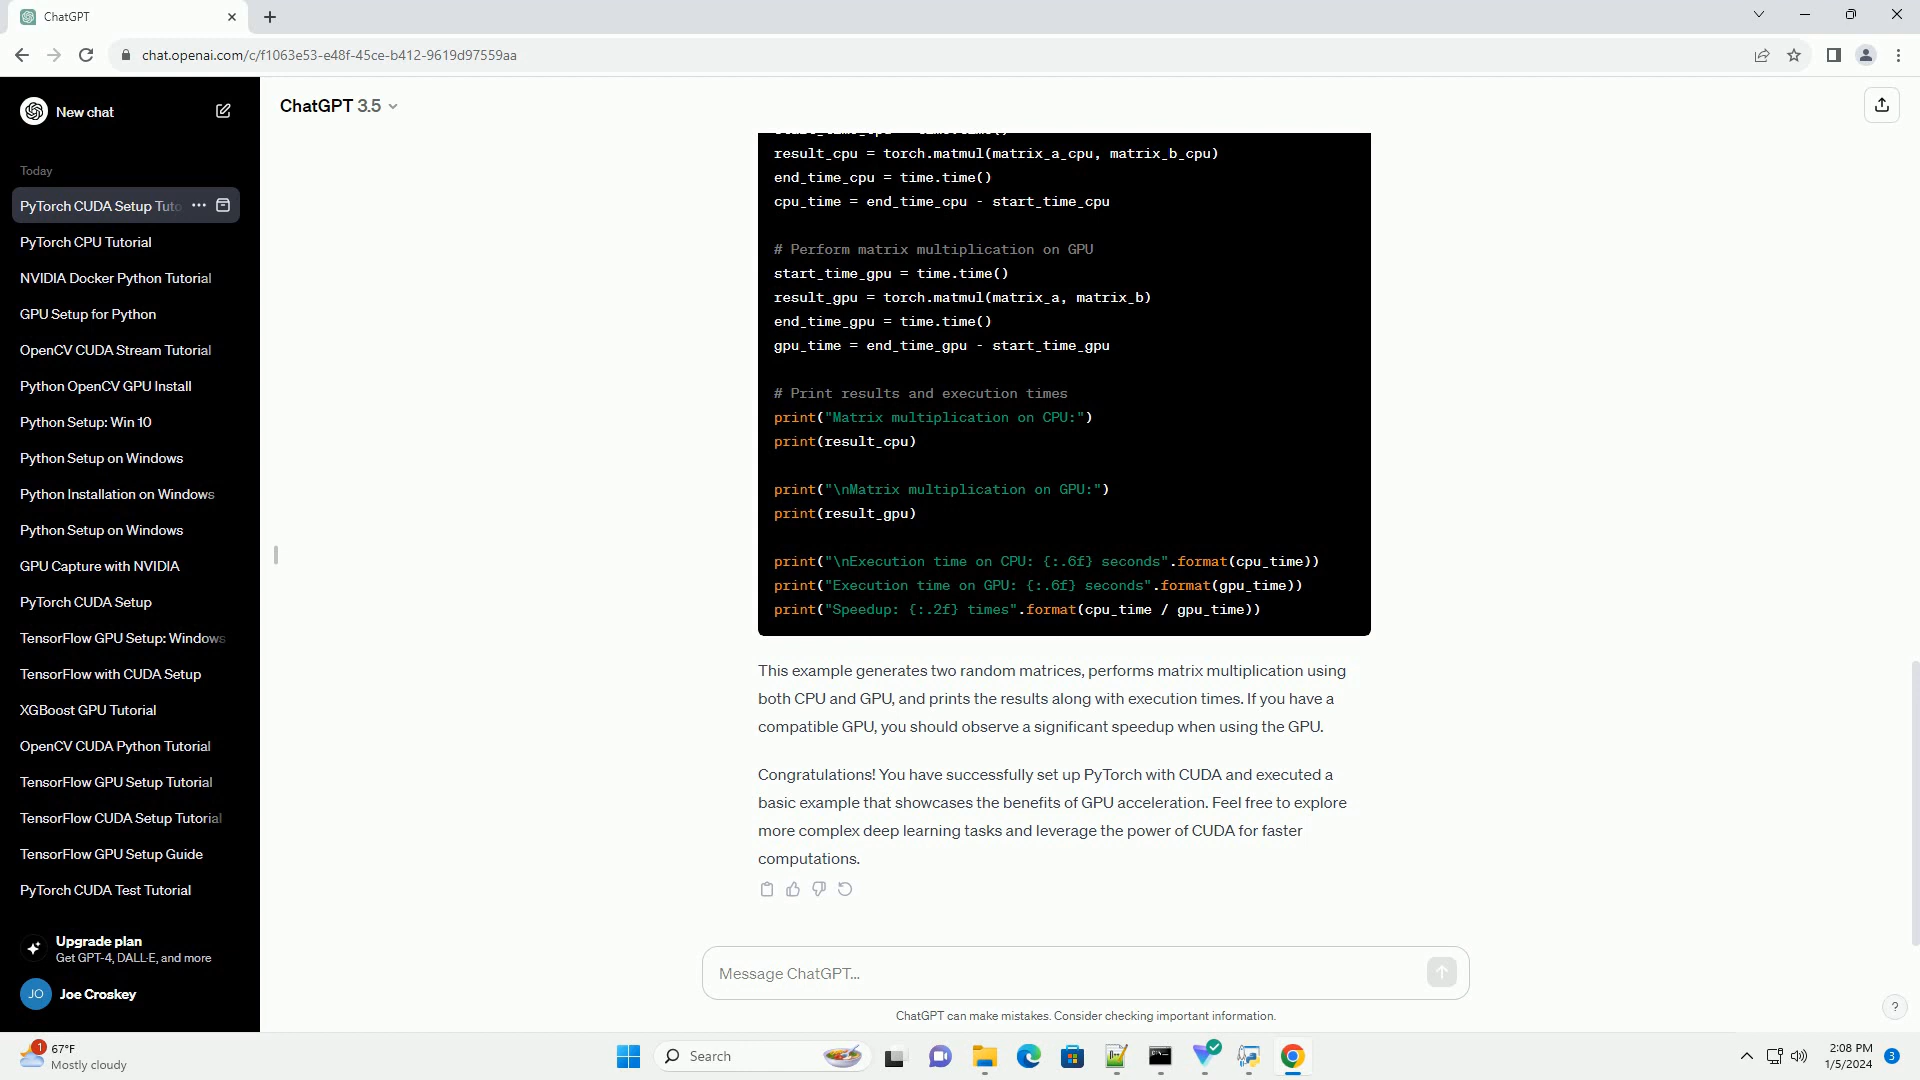 ChatGPT
chat.openai.com/c/f1063e53-e48f-45ce-b412-9619d97559aa
New chat
ChatGPT 3.5
Today
PyTorch CUDA Setup Tuto
PyTorch CPU Tutorial
NVIDIA Docker Python Tutorial
GPU Setup for Python
OpenCV CUDA Stream Tutorial
Python OpenCV GPU Install
Python Setup: Win 10
Python Setup on Windows
Python Installation on Windows
Python Setup on Windows
GPU Capture with NVIDIA
PyTorch CUDA Setup
TensorFlow GPU Setup: Windows
TensorFlow with CUDA Setup
XGBoost GPU Tutorial
OpenCV CUDA Python Tutorial
TensorFlow GPU Setup Tutorial
TensorFlow CUDA Setup Tutorial
TensorFlow GPU Setup Guide
PyTorch CUDA Test Tutorial
Upgrade plan
Get GPT-4, DALL·E, and more
JO
Joe Croskey
start_time_cpu = time.time()
result_cpu = torch.matmul(matrix_a_cpu, matrix_b_cpu)
end_time_cpu = time.time()
cpu_time = end_time_cpu - start_time_cpu
# Perform matrix multiplication on GPU
start_time_gpu = time.time()
result_gpu = torch.matmul(matrix_a, matrix_b)
end_time_gpu = time.time()
gpu_time = end_time_gpu - start_time_gpu
# Print results and execution times
print("Matrix multiplication on CPU:")
print(result_cpu)
print("\nMatrix multiplication on GPU:")
print(result_gpu)
print("\nExecution time on CPU: {:.6f} seconds".format(cpu_time))
print("Execution time on GPU: {:.6f} seconds".format(gpu_time))
print("Speedup: {:.2f} times".format(cpu_time / gpu_time))
This example generates two random matrices, performs matrix multiplication using
both CPU and GPU, and prints the results along with execution times. If you have a
compatible GPU, you should observe a significant speedup when using the GPU.
Congratulations! You have successfully set up PyTorch with CUDA and executed a
basic example that showcases the benefits of GPU acceleration. Feel free to explore
more complex deep learning tasks and leverage the power of CUDA for faster
computations.
Message ChatGPT...
ChatGPT can make mistakes. Consider checking important information.
?
1
67°F
Mostly cloudy
Search
2:08 PM
1/5/2024
3